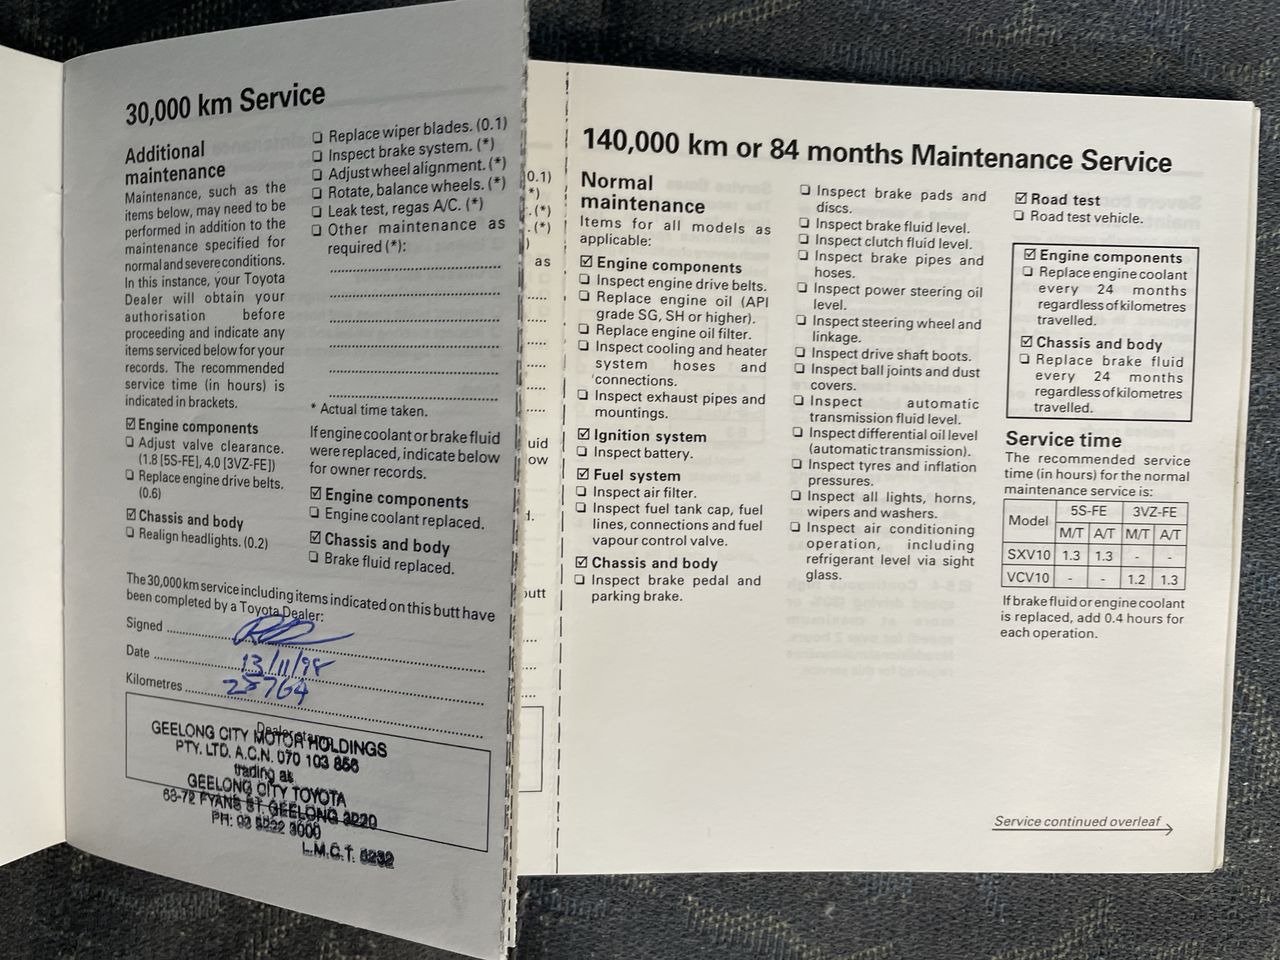 30,000 km Service
Additional
maintenance
Maintenance, such as the
items below, may need to be
performed in addition to the
maintenance specified for
normal and severe conditions.
In this instance, your Toyota
Dealer will obtain your
authorisation before
proceeding and indicate any
items serviced below for your
records. The recommended
service time (in hours) is
indicated in brackets.
☑ Engine components
❏ Adjust valve clearance.
(1.8 [5S-FE], 4.0 [3VZ-FE])
❏ Replace engine drive belts.
(0.6)
☑ Chassis and body
❏ Realign headlights. (0.2)
❏ Replace wiper blades. (0.1)
❏ Inspect brake system. (*)
❏ Adjust wheel alignment. (*)
❏ Rotate, balance wheels. (*)
❏ Leak test, regas A/C. (*)
❏ Other maintenance as
required (*):
* Actual time taken.
If engine coolant or brake fluid
were replaced, indicate below
for owner records.
☑ Engine components
❏ Engine coolant replaced.
☑ Chassis and body
❏ Brake fluid replaced.
The 30,000 km service including items indicated on this butt have
been completed by a Toyota Dealer:
Signed
Date 13/11/98
Kilometres 28764
Dealer stamp
GEELONG CITY MOTOR HOLDINGS
PTY. LTD. A.C.N. 070 103 856
trading as
GEELONG CITY TOYOTA
68-72 FYANS ST. GEELONG 3220
PH: 03 5222 3000
L.M.C.T. 8232
0.1)
*)
. (*)
. (*)
)
as
uid
ow
d.
butt
140,000 km or 84 months Maintenance Service
Normal
maintenance
Items for all models as
applicable:
☑ Engine components
❏ Inspect engine drive belts.
❏ Replace engine oil (API
grade SG, SH or higher).
❏ Replace engine oil filter.
❏ Inspect cooling and heater
system hoses and
connections.
❏ Inspect exhaust pipes and
mountings.
☑ Ignition system
❏ Inspect battery.
☑ Fuel system
❏ Inspect air filter.
❏ Inspect fuel tank cap, fuel
lines, connections and fuel
vapour control valve.
☑ Chassis and body
❏ Inspect brake pedal and
parking brake.
❏ Inspect brake pads and
discs.
❏ Inspect brake fluid level.
❏ Inspect clutch fluid level.
❏ Inspect brake pipes and
hoses.
❏ Inspect power steering oil
level.
❏ Inspect steering wheel and
linkage.
❏ Inspect drive shaft boots.
❏ Inspect ball joints and dust
covers.
❏ Inspect automatic
transmission fluid level.
❏ Inspect differential oil level
(automatic transmission).
❏ Inspect tyres and inflation
pressures.
❏ Inspect all lights, horns,
wipers and washers.
❏ Inspect air conditioning
operation, including
refrigerant level via sight
glass.
☑ Road test
❏ Road test vehicle.
☑ Engine components
❏ Replace engine coolant
every 24 months
regardless of kilometres
travelled.
☑ Chassis and body
❏ Replace brake fluid
every 24 months
regardless of kilometres
travelled.
Service time
The recommended service
time (in hours) for the normal
maintenance service is:
Model 5S-FE 3VZ-FE
M/T A/T M/T A/T
SXV10 1.3 1.3 - -
VCV10 - - 1.2 1.3
If brake fluid or engine coolant
is replaced, add 0.4 hours for
each operation.
Service continued overleaf